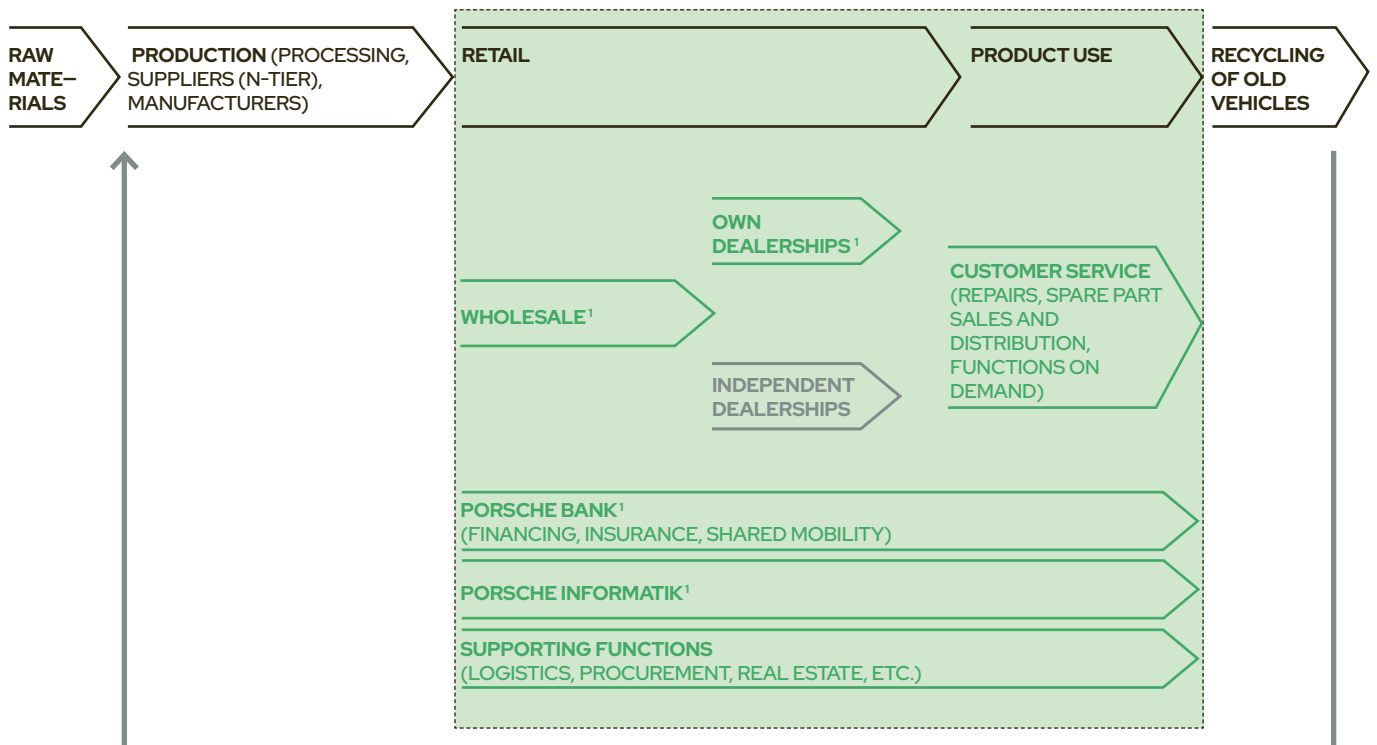 RAW
MATE–
RIALS
PRODUCTION (PROCESSING,
SUPPLIERS (N-TIER),
MANUFACTURERS)
RETAIL
PRODUCT USE
RECYCLING
OF OLD
VEHICLES
OWN
DEALERSHIPS ¹
WHOLESALE ¹
INDEPENDENT
DEALERSHIPS
CUSTOMER SERVICE
(REPAIRS, SPARE PART
SALES AND
DISTRIBUTION,
FUNCTIONS ON
DEMAND)
PORSCHE BANK ¹
(FINANCING, INSURANCE, SHARED MOBILITY)
PORSCHE INFORMATIK ¹
SUPPORTING FUNCTIONS
(LOGISTICS, PROCUREMENT, REAL ESTATE, ETC.)